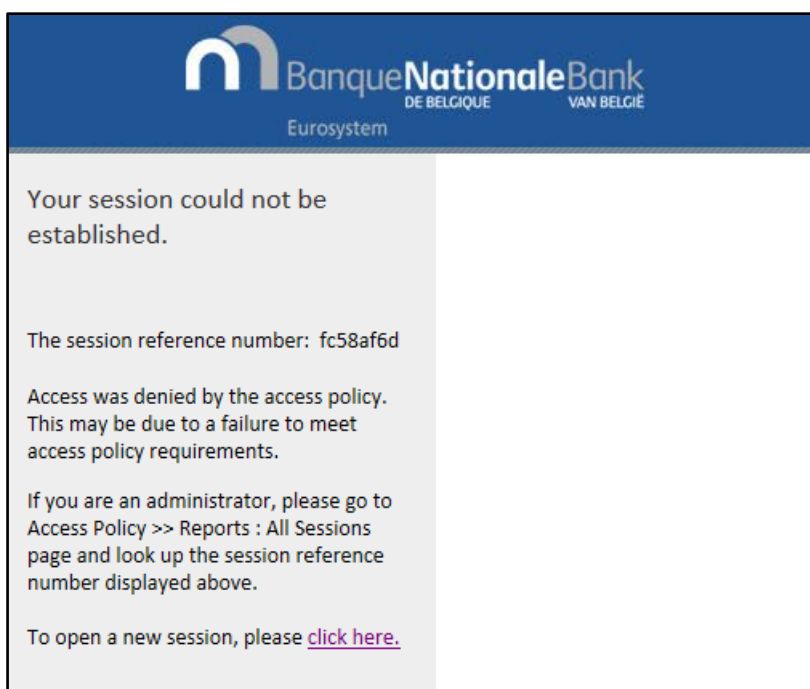 BanqueNationaleBank
DE BELGIQUE VAN BELGIË
Eurosystem
Your session could not be
established.
The session reference number: fc58af6d
Access was denied by the access policy.
This may be due to a failure to meet
access policy requirements.
If you are an administrator, please go to
Access Policy >> Reports : All Sessions
page and look up the session reference
number displayed above.
To open a new session, please click here.